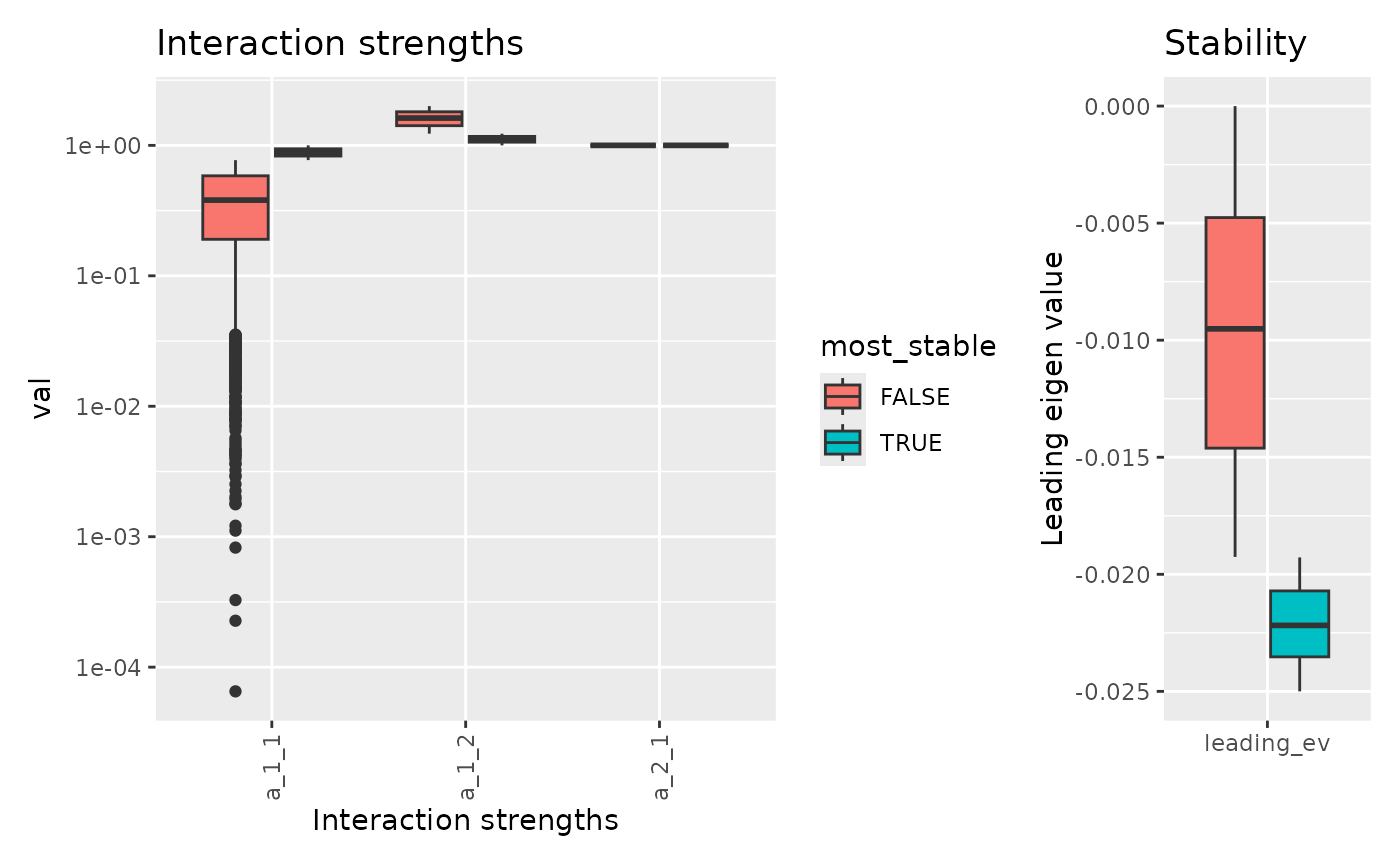 Interaction strengths
val
1e+00
1e-01
1e-02
1e-03
1e-04
a_1_1
a_1_2
a_2_1
Interaction strengths
most_stable
FALSE
TRUE
Stability
Leading eigen value
0.000
-0.005
-0.010
-0.015
-0.020
-0.025
leading_ev